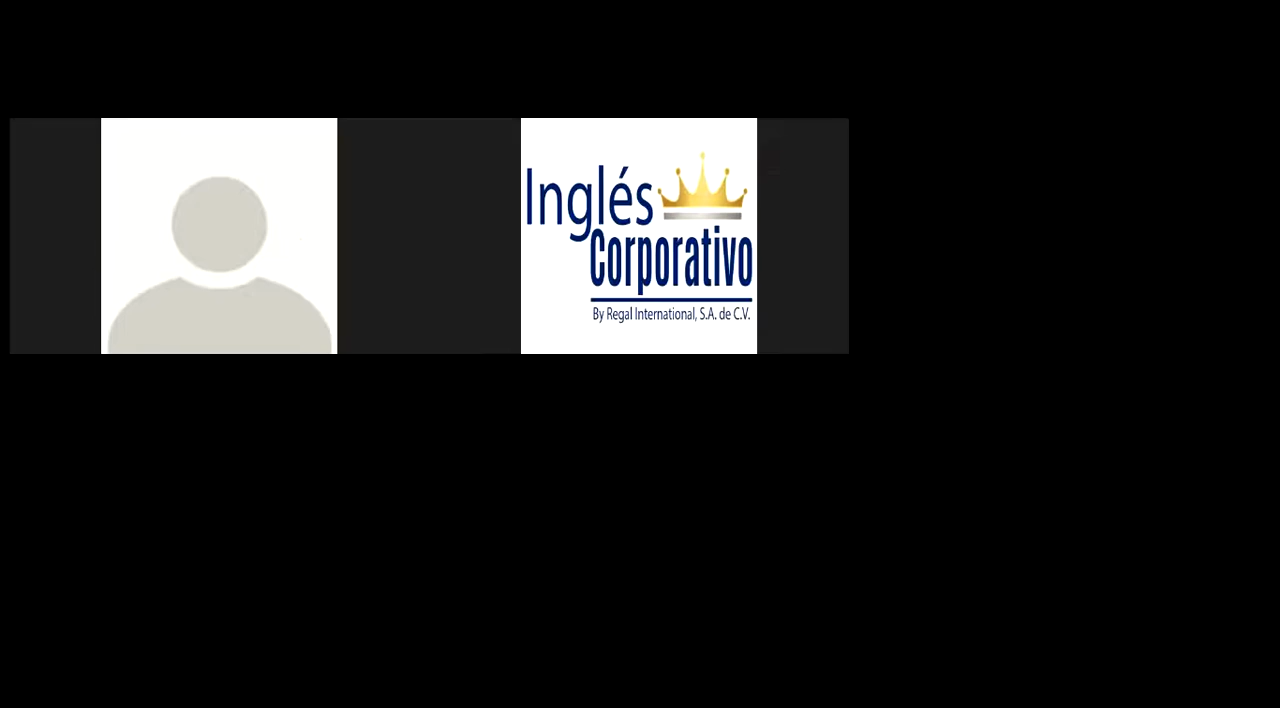 Inglés
Corporativo
By Regal International, S.A. de C.V.